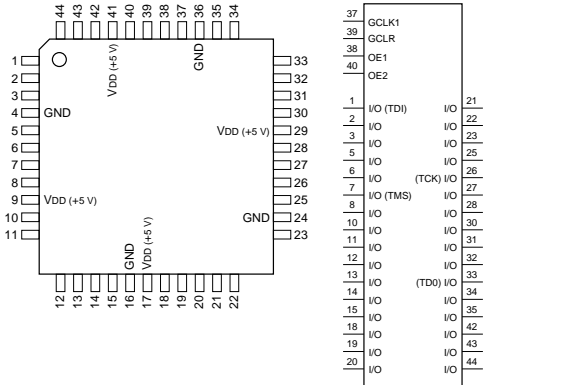 44 43 42 41 40 39 38 37 36 35 34
VDD (+5 V)
GND
1
2
3
4 GND
5
6
7
8
9 VDD (+5 V)
10
11
33
32
31
30
VDD (+5 V) 29
28
27
26
25
GND 24
23
GND
VDD (+5 V)
12 13 14 15 16 17 18 19 20 21 22
37 GCLK1
39 GCLR
38 OE1
40 OE2
1 I/O (TDI) I/O 21
2 I/O I/O 22
3 I/O I/O 23
5 I/O I/O 25
6 I/O (TCK) I/O 26
7 I/O (TMS) I/O 27
8 I/O I/O 28
10 I/O I/O 30
11 I/O I/O 31
12 I/O I/O 32
13 I/O (TD0) I/O 33
14 I/O I/O 34
15 I/O I/O 35
18 I/O I/O 42
19 I/O I/O 43
20 I/O I/O 44